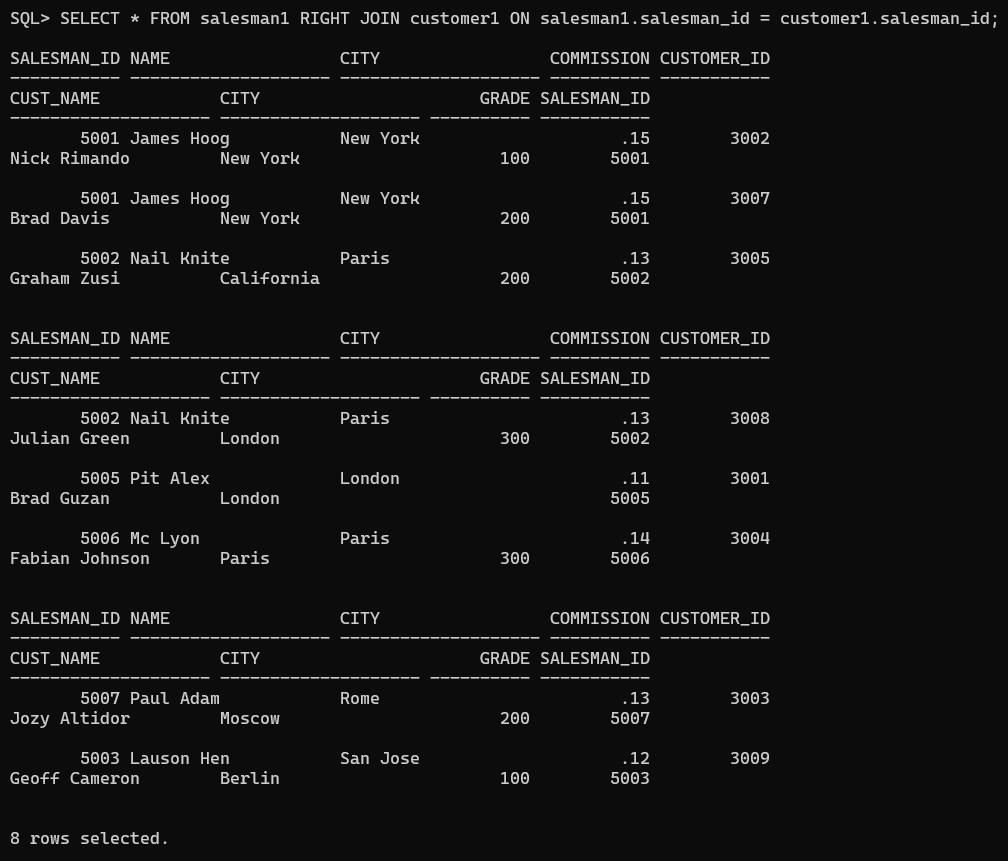 SQL> SELECT * FROM salesman1 RIGHT JOIN customer1 ON salesman1.salesman_id = customer1.salesman_id;

SALESMAN_ID NAME                 CITY                 COMMISSION CUSTOMER_ID
----------- -------------------- -------------------- ---------- -----------
CUST_NAME            CITY                      GRADE SALESMAN_ID
-------------------- -------------------- ---------- -----------
       5001 James Hoog           New York                    .15        3002
Nick Rimando         New York                    100        5001

       5001 James Hoog           New York                    .15        3007
Brad Davis           New York                    200        5001

       5002 Nail Knite           Paris                       .13        3005
Graham Zusi          California                  200        5002


SALESMAN_ID NAME                 CITY                 COMMISSION CUSTOMER_ID
----------- -------------------- -------------------- ---------- -----------
CUST_NAME            CITY                      GRADE SALESMAN_ID
-------------------- -------------------- ---------- -----------
       5002 Nail Knite           Paris                       .13        3008
Julian Green         London                      300        5002

       5005 Pit Alex             London                      .11        3001
Brad Guzan           London                                 5005

       5006 Mc Lyon              Paris                       .14        3004
Fabian Johnson       Paris                       300        5006


SALESMAN_ID NAME                 CITY                 COMMISSION CUSTOMER_ID
----------- -------------------- -------------------- ---------- -----------
CUST_NAME            CITY                      GRADE SALESMAN_ID
-------------------- -------------------- ---------- -----------
       5007 Paul Adam            Rome                        .13        3003
Jozy Altidor         Moscow                      200        5007

       5003 Lauson Hen           San Jose                    .12        3009
Geoff Cameron        Berlin                      100        5003


8 rows selected.